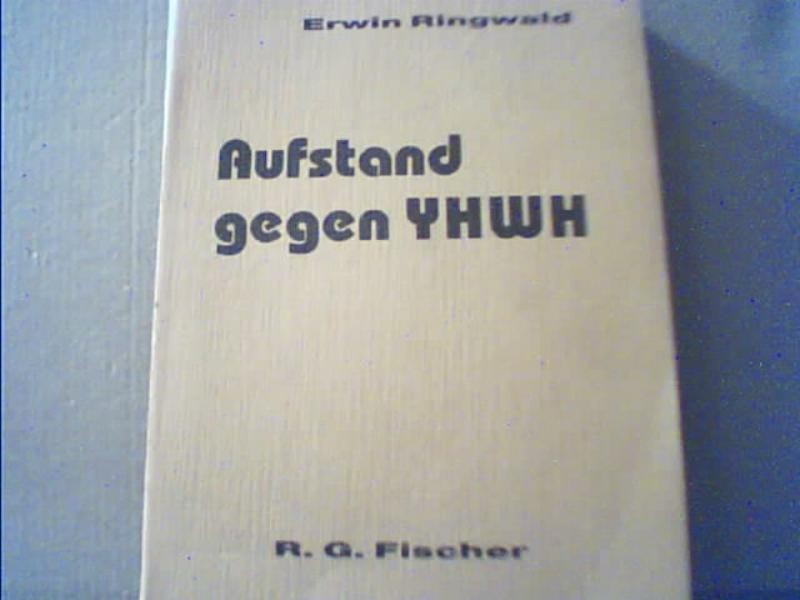 Erwin Ringwald
Aufstand
gegen YHWH
R. G. Fischer